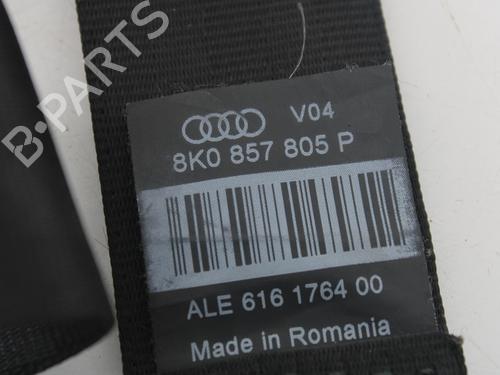 B-PARTS
V04
8K0 857 805 P
ALE 616 1764 00
Made in Romania